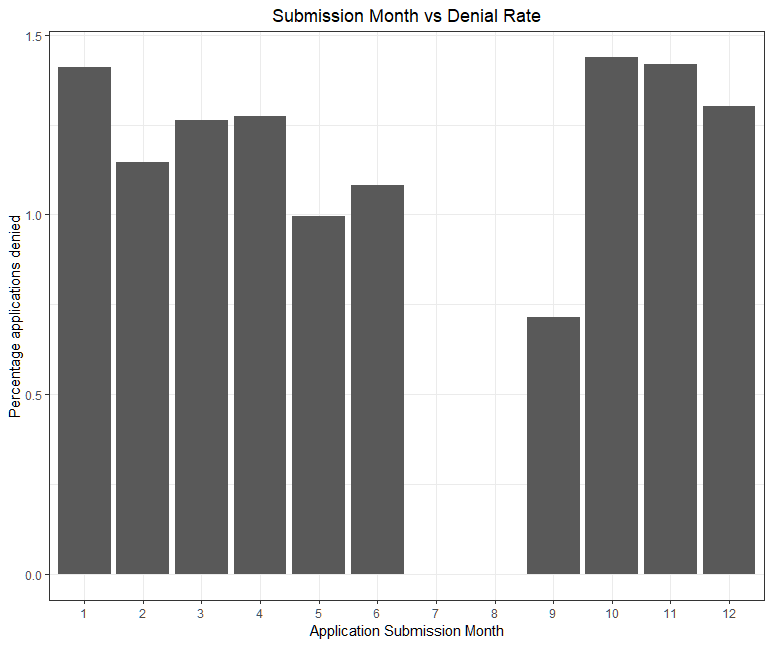 Submission Month vs Denial Rate
Percentage applications denied
1.5
1.0
0.5
0.0
1 2 3 4 5 6 7 8 9 10 11 12
Application Submission Month